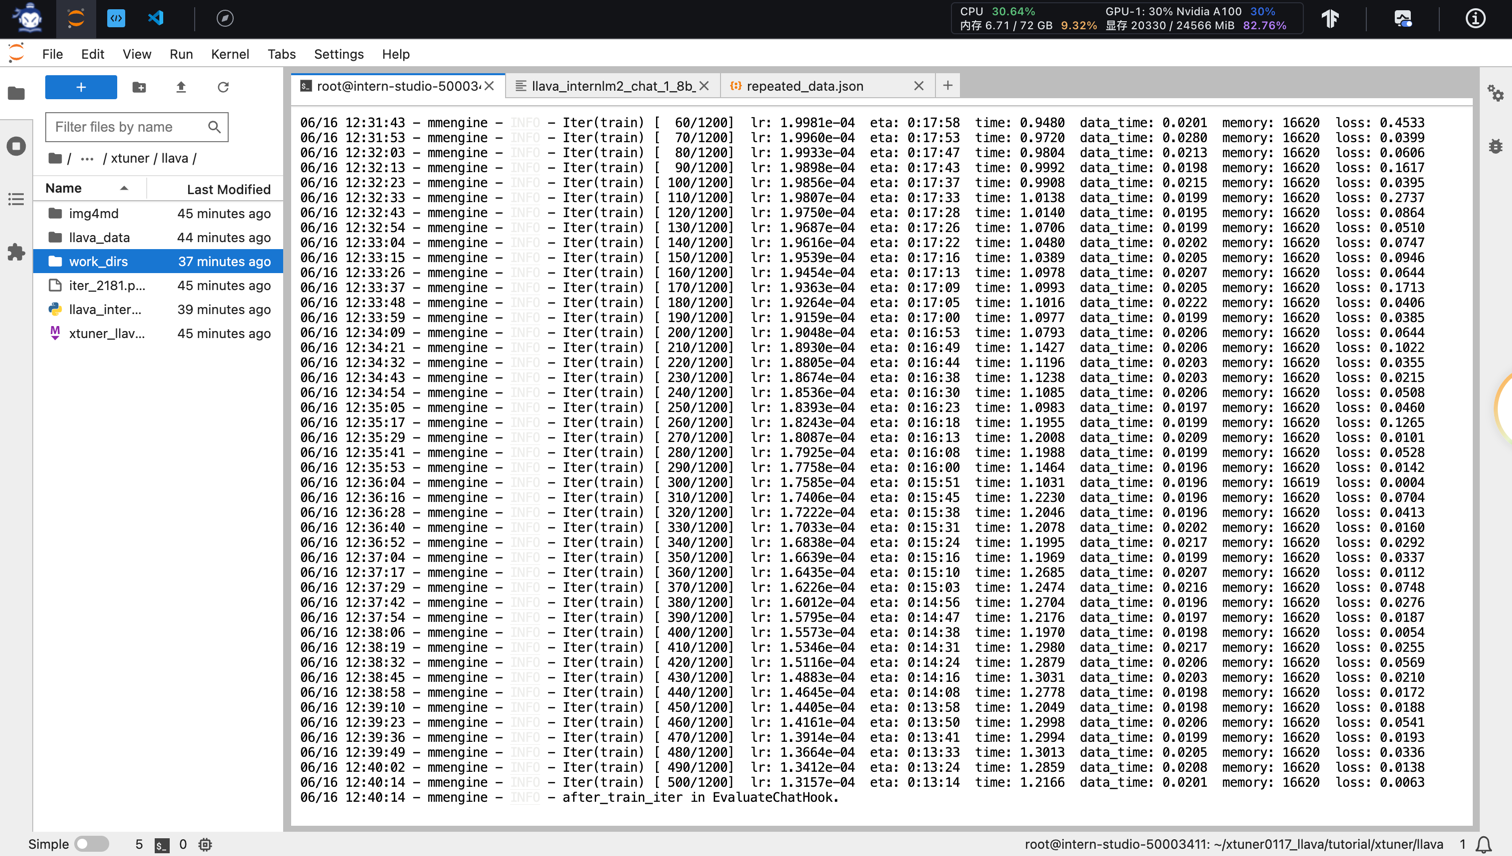 CPU 30.64% GPU-1: 30% Nvidia A100 30%
内存 6.71 / 72 GB 9.32% 显存 20330 / 24566 MiB 82.76%
File Edit View Run Kernel Tabs Settings Help
root@intern-studio-50003 llava_internlm2_chat_1_8b_ repeated_data.json
Filter files by name
/ ··· / xtuner / llava /
Name Last Modified
img4md 45 minutes ago
llava_data 44 minutes ago
work_dirs 37 minutes ago
iter_2181.p... 45 minutes ago
llava_inter... 39 minutes ago
xtuner_llav... 45 minutes ago
06/16 12:31:43 - mmengine - INFO - Iter(train) [  60/1200]  lr: 1.9981e-04  eta: 0:17:58  time: 0.9480  data_time: 0.0201  memory: 16620  loss: 0.4533
06/16 12:31:53 - mmengine - INFO - Iter(train) [  70/1200]  lr: 1.9960e-04  eta: 0:17:53  time: 0.9720  data_time: 0.0280  memory: 16620  loss: 0.0399
06/16 12:32:03 - mmengine - INFO - Iter(train) [  80/1200]  lr: 1.9933e-04  eta: 0:17:47  time: 0.9804  data_time: 0.0213  memory: 16620  loss: 0.0606
06/16 12:32:13 - mmengine - INFO - Iter(train) [  90/1200]  lr: 1.9898e-04  eta: 0:17:43  time: 0.9992  data_time: 0.0198  memory: 16620  loss: 0.1617
06/16 12:32:23 - mmengine - INFO - Iter(train) [ 100/1200]  lr: 1.9856e-04  eta: 0:17:37  time: 0.9908  data_time: 0.0215  memory: 16620  loss: 0.0395
06/16 12:32:33 - mmengine - INFO - Iter(train) [ 110/1200]  lr: 1.9807e-04  eta: 0:17:33  time: 1.0138  data_time: 0.0199  memory: 16620  loss: 0.2737
06/16 12:32:43 - mmengine - INFO - Iter(train) [ 120/1200]  lr: 1.9750e-04  eta: 0:17:28  time: 1.0140  data_time: 0.0195  memory: 16620  loss: 0.0864
06/16 12:32:54 - mmengine - INFO - Iter(train) [ 130/1200]  lr: 1.9687e-04  eta: 0:17:26  time: 1.0706  data_time: 0.0199  memory: 16620  loss: 0.0510
06/16 12:33:04 - mmengine - INFO - Iter(train) [ 140/1200]  lr: 1.9616e-04  eta: 0:17:22  time: 1.0480  data_time: 0.0202  memory: 16620  loss: 0.0747
06/16 12:33:15 - mmengine - INFO - Iter(train) [ 150/1200]  lr: 1.9539e-04  eta: 0:17:16  time: 1.0389  data_time: 0.0205  memory: 16620  loss: 0.0946
06/16 12:33:26 - mmengine - INFO - Iter(train) [ 160/1200]  lr: 1.9454e-04  eta: 0:17:13  time: 1.0978  data_time: 0.0207  memory: 16620  loss: 0.0644
06/16 12:33:37 - mmengine - INFO - Iter(train) [ 170/1200]  lr: 1.9363e-04  eta: 0:17:09  time: 1.0993  data_time: 0.0205  memory: 16620  loss: 0.1713
06/16 12:33:48 - mmengine - INFO - Iter(train) [ 180/1200]  lr: 1.9264e-04  eta: 0:17:05  time: 1.1016  data_time: 0.0222  memory: 16620  loss: 0.0406
06/16 12:33:59 - mmengine - INFO - Iter(train) [ 190/1200]  lr: 1.9159e-04  eta: 0:17:00  time: 1.0977  data_time: 0.0199  memory: 16620  loss: 0.0385
06/16 12:34:09 - mmengine - INFO - Iter(train) [ 200/1200]  lr: 1.9048e-04  eta: 0:16:53  time: 1.0793  data_time: 0.0206  memory: 16620  loss: 0.0644
06/16 12:34:21 - mmengine - INFO - Iter(train) [ 210/1200]  lr: 1.8930e-04  eta: 0:16:49  time: 1.1427  data_time: 0.0206  memory: 16620  loss: 0.1022
06/16 12:34:32 - mmengine - INFO - Iter(train) [ 220/1200]  lr: 1.8805e-04  eta: 0:16:44  time: 1.1196  data_time: 0.0203  memory: 16620  loss: 0.0355
06/16 12:34:43 - mmengine - INFO - Iter(train) [ 230/1200]  lr: 1.8674e-04  eta: 0:16:38  time: 1.1238  data_time: 0.0203  memory: 16620  loss: 0.0215
06/16 12:34:54 - mmengine - INFO - Iter(train) [ 240/1200]  lr: 1.8536e-04  eta: 0:16:30  time: 1.1085  data_time: 0.0206  memory: 16620  loss: 0.0508
06/16 12:35:05 - mmengine - INFO - Iter(train) [ 250/1200]  lr: 1.8393e-04  eta: 0:16:23  time: 1.0983  data_time: 0.0197  memory: 16620  loss: 0.0460
06/16 12:35:17 - mmengine - INFO - Iter(train) [ 260/1200]  lr: 1.8243e-04  eta: 0:16:18  time: 1.1955  data_time: 0.0199  memory: 16620  loss: 0.1265
06/16 12:35:29 - mmengine - INFO - Iter(train) [ 270/1200]  lr: 1.8087e-04  eta: 0:16:13  time: 1.2008  data_time: 0.0209  memory: 16620  loss: 0.0101
06/16 12:35:41 - mmengine - INFO - Iter(train) [ 280/1200]  lr: 1.7925e-04  eta: 0:16:08  time: 1.1988  data_time: 0.0199  memory: 16620  loss: 0.0528
06/16 12:35:53 - mmengine - INFO - Iter(train) [ 290/1200]  lr: 1.7758e-04  eta: 0:16:00  time: 1.1464  data_time: 0.0196  memory: 16620  loss: 0.0142
06/16 12:36:04 - mmengine - INFO - Iter(train) [ 300/1200]  lr: 1.7585e-04  eta: 0:15:51  time: 1.1031  data_time: 0.0196  memory: 16619  loss: 0.0004
06/16 12:36:16 - mmengine - INFO - Iter(train) [ 310/1200]  lr: 1.7406e-04  eta: 0:15:45  time: 1.2230  data_time: 0.0196  memory: 16620  loss: 0.0704
06/16 12:36:28 - mmengine - INFO - Iter(train) [ 320/1200]  lr: 1.7222e-04  eta: 0:15:38  time: 1.2046  data_time: 0.0196  memory: 16620  loss: 0.0413
06/16 12:36:40 - mmengine - INFO - Iter(train) [ 330/1200]  lr: 1.7033e-04  eta: 0:15:31  time: 1.2078  data_time: 0.0202  memory: 16620  loss: 0.0160
06/16 12:36:52 - mmengine - INFO - Iter(train) [ 340/1200]  lr: 1.6838e-04  eta: 0:15:24  time: 1.1995  data_time: 0.0217  memory: 16620  loss: 0.0292
06/16 12:37:04 - mmengine - INFO - Iter(train) [ 350/1200]  lr: 1.6639e-04  eta: 0:15:16  time: 1.1969  data_time: 0.0199  memory: 16620  loss: 0.0337
06/16 12:37:17 - mmengine - INFO - Iter(train) [ 360/1200]  lr: 1.6435e-04  eta: 0:15:10  time: 1.2685  data_time: 0.0207  memory: 16620  loss: 0.0112
06/16 12:37:29 - mmengine - INFO - Iter(train) [ 370/1200]  lr: 1.6226e-04  eta: 0:15:03  time: 1.2474  data_time: 0.0216  memory: 16620  loss: 0.0748
06/16 12:37:42 - mmengine - INFO - Iter(train) [ 380/1200]  lr: 1.6012e-04  eta: 0:14:56  time: 1.2704  data_time: 0.0196  memory: 16620  loss: 0.0276
06/16 12:37:54 - mmengine - INFO - Iter(train) [ 390/1200]  lr: 1.5795e-04  eta: 0:14:47  time: 1.2176  data_time: 0.0197  memory: 16620  loss: 0.0187
06/16 12:38:06 - mmengine - INFO - Iter(train) [ 400/1200]  lr: 1.5573e-04  eta: 0:14:38  time: 1.1970  data_time: 0.0198  memory: 16620  loss: 0.0054
06/16 12:38:19 - mmengine - INFO - Iter(train) [ 410/1200]  lr: 1.5346e-04  eta: 0:14:31  time: 1.2980  data_time: 0.0217  memory: 16620  loss: 0.0255
06/16 12:38:32 - mmengine - INFO - Iter(train) [ 420/1200]  lr: 1.5116e-04  eta: 0:14:24  time: 1.2879  data_time: 0.0206  memory: 16620  loss: 0.0569
06/16 12:38:45 - mmengine - INFO - Iter(train) [ 430/1200]  lr: 1.4883e-04  eta: 0:14:16  time: 1.3031  data_time: 0.0203  memory: 16620  loss: 0.0210
06/16 12:38:58 - mmengine - INFO - Iter(train) [ 440/1200]  lr: 1.4645e-04  eta: 0:14:08  time: 1.2778  data_time: 0.0198  memory: 16620  loss: 0.0172
06/16 12:39:10 - mmengine - INFO - Iter(train) [ 450/1200]  lr: 1.4405e-04  eta: 0:13:58  time: 1.2049  data_time: 0.0198  memory: 16620  loss: 0.0188
06/16 12:39:23 - mmengine - INFO - Iter(train) [ 460/1200]  lr: 1.4161e-04  eta: 0:13:50  time: 1.2998  data_time: 0.0206  memory: 16620  loss: 0.0541
06/16 12:39:36 - mmengine - INFO - Iter(train) [ 470/1200]  lr: 1.3914e-04  eta: 0:13:41  time: 1.2994  data_time: 0.0199  memory: 16620  loss: 0.0193
06/16 12:39:49 - mmengine - INFO - Iter(train) [ 480/1200]  lr: 1.3664e-04  eta: 0:13:33  time: 1.3013  data_time: 0.0205  memory: 16620  loss: 0.0336
06/16 12:40:02 - mmengine - INFO - Iter(train) [ 490/1200]  lr: 1.3412e-04  eta: 0:13:24  time: 1.2859  data_time: 0.0208  memory: 16620  loss: 0.0138
06/16 12:40:14 - mmengine - INFO - Iter(train) [ 500/1200]  lr: 1.3157e-04  eta: 0:13:14  time: 1.2166  data_time: 0.0201  memory: 16620  loss: 0.0063
06/16 12:40:14 - mmengine - INFO - after_train_iter in EvaluateChatHook.
Simple 5 0 root@intern-studio-50003411: ~/xtuner0117_llava/tutorial/xtuner/llava 1